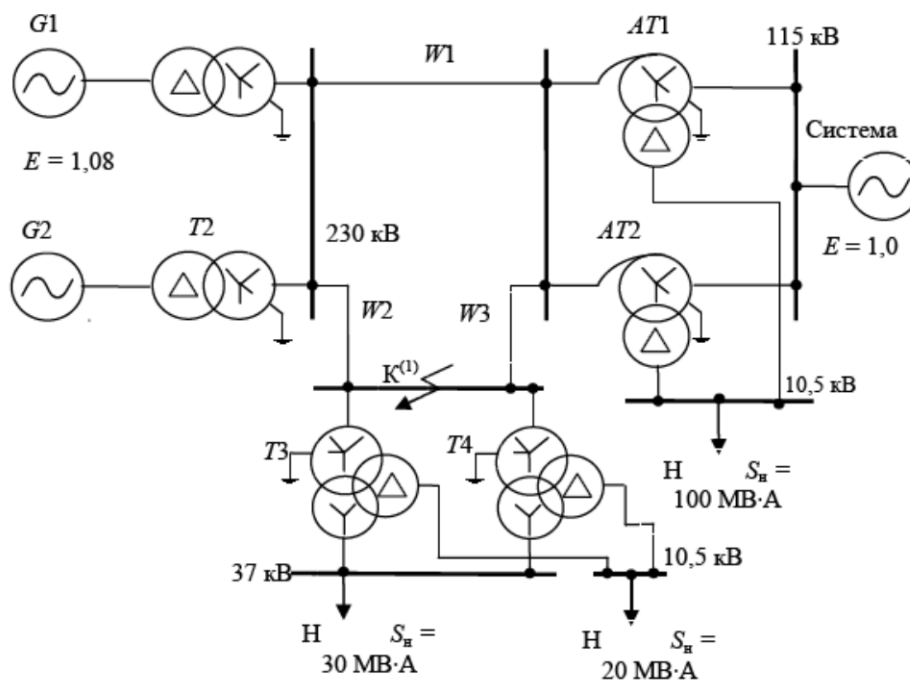 G1
AT1
W1
115 кВ
Система
E = 1,08
G2
T2
230 кВ
AT2
E = 1,0
W2
W3
К(1)
10,5 кВ
T3
T4
Н Sн =
100 МВ·А
37 кВ
10,5 кВ
Н Sн =
30 МВ·А
Н Sн =
20 МВ·А